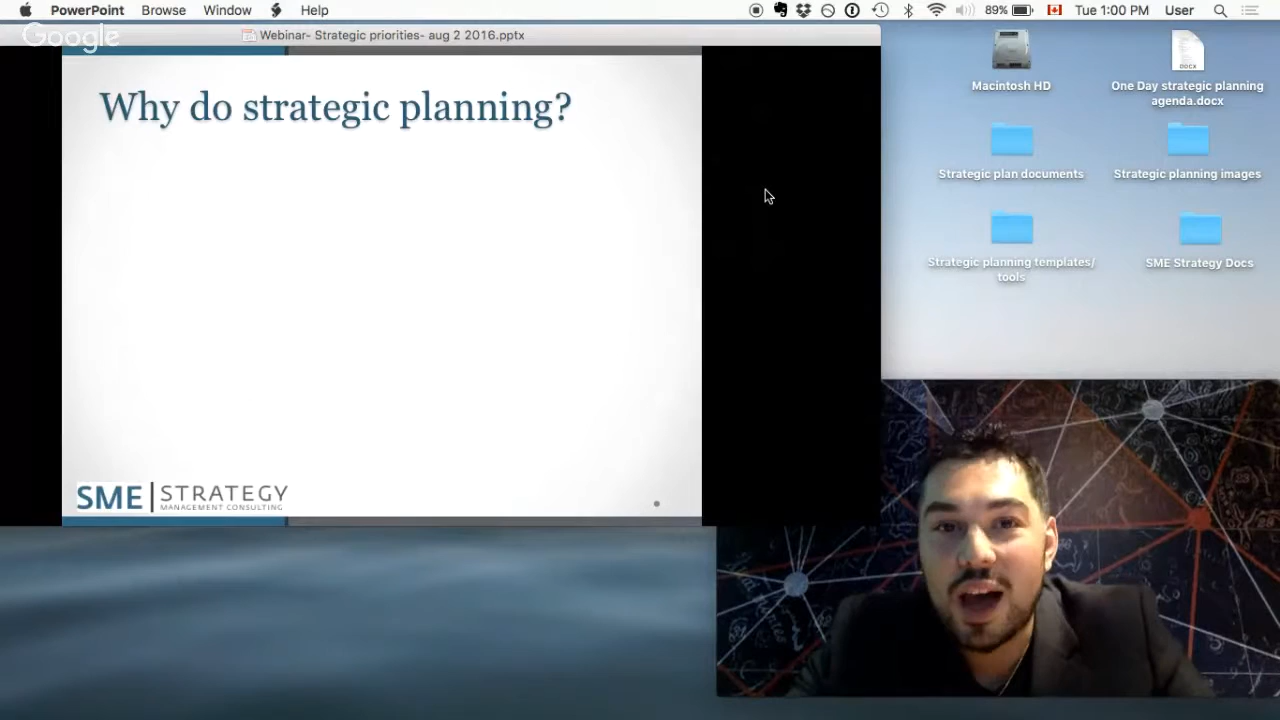 PowerPoint Browse Window Help
89% Tue 1:00 PM User
Google
Webinar- Strategic priorities- aug 2 2016.pptx
Why do strategic planning?
SME STRATEGY
MANAGEMENT CONSULTING
Macintosh HD
DOCX
One Day strategic planning
agenda.docx
Strategic plan documents
Strategic planning images
Strategic planning templates/
tools
SME Strategy Docs